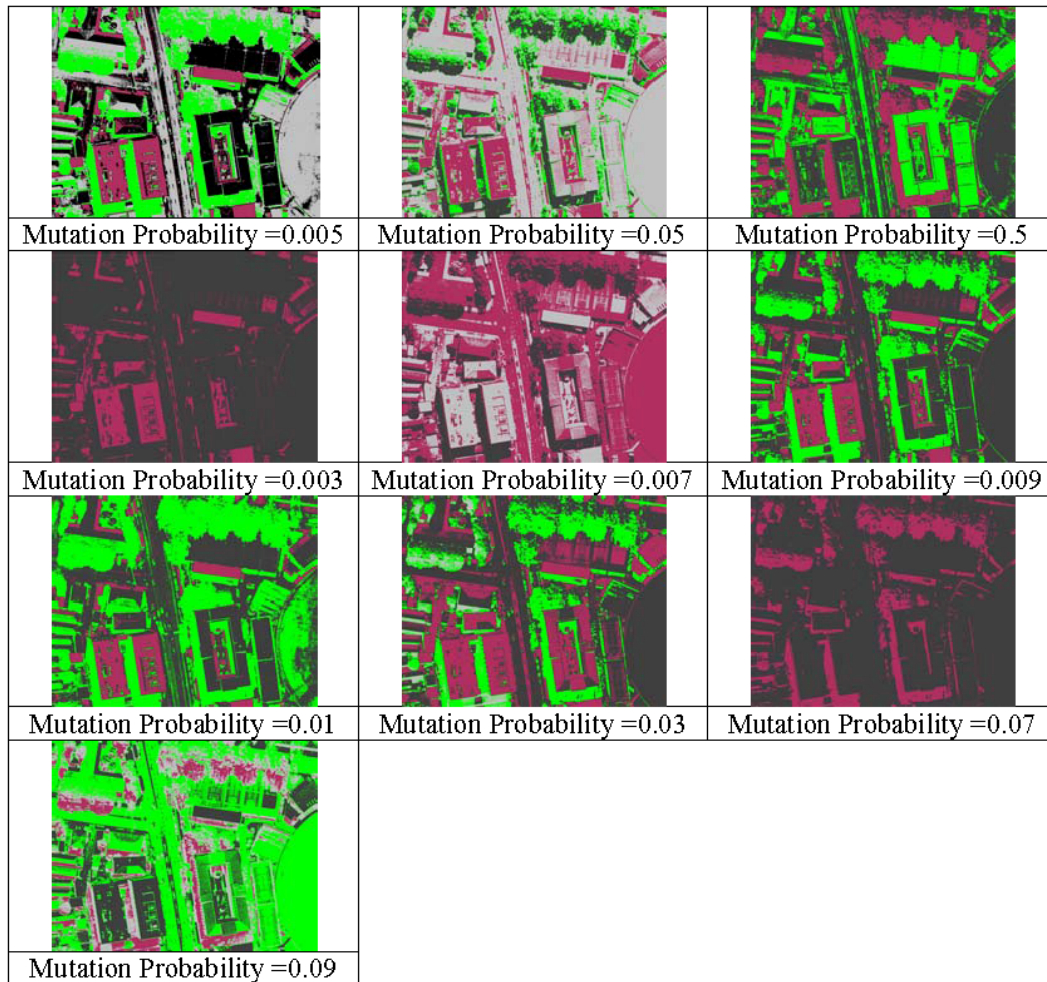 Mutation Probability =0.005
Mutation Probability =0.05
Mutation Probability =0.5
Mutation Probability =0.003
Mutation Probability =0.007
Mutation Probability =0.009
Mutation Probability =0.01
Mutation Probability =0.03
Mutation Probability =0.07
Mutation Probability =0.09